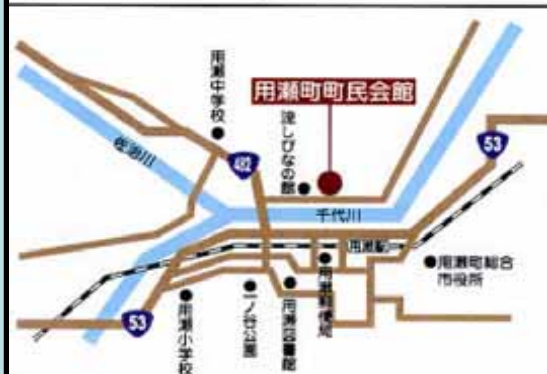 用瀬中学校
482
佐治川
用瀬町町民会館
流しびなの館
千代川
53
用瀬駅
用瀬町総合
市役所
53
用瀬小学校
一ノ谷公園
用瀬図書館
用瀬郵便局